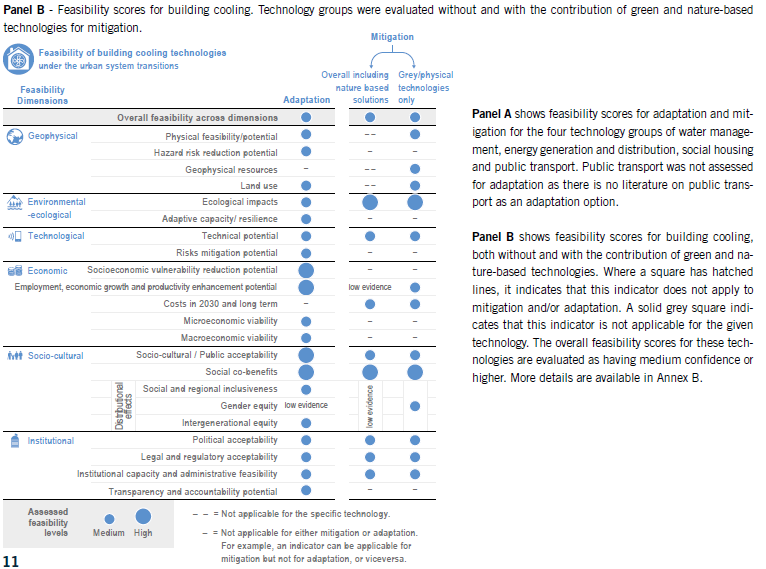 Panel B - Feasibility scores for building cooling. Technology groups were evaluated without and with the contribution of green and nature-based
technologies for mitigation.
Mitigation
Feasibility of building cooling technologies
under the urban system transitions
Feasibility
Dimensions
Adaptation
Overall including
nature based
solutions
Grey/physical
technologies
only
Overall feasibility across dimensions
Geophysical
Physical feasibility/potential – –
Hazard risk reduction potential – –
Geophysical resources – – –
Land use – –
Environmental
-ecological
Ecological impacts
Adaptive capacity/ resilience – –
Technological
Technical potential
Risks mitigation potential – –
Economic
Socioeconomic vulnerability reduction potential – –
Employment, economic growth and productivity enhancement potential low evidence
Costs in 2030 and long term –
Microeconomic viability – –
Macroeconomic viability – –
Socio-cultural
Socio-cultural / Public acceptability
Social co-benefits
Distributional
effects
Social and regional inclusiveness
Gender equity low evidence
low evidence
Intergenerational equity
Institutional
Political acceptability
Legal and regulatory acceptability
Institutional capacity and administrative feasibility
Transparency and accountability potential – –
Assessed
feasibility
levels
Medium High
– – = Not applicable for the specific technology.
– = Not applicable for either mitigation or adaptation.
For example, an indicator can be applicable for
mitigation but not for adaptation, or viceversa.
Panel A shows feasibility scores for adaptation and mit-
igation for the four technology groups of water manage-
ment, energy generation and distribution, social housing
and public transport. Public transport was not assessed
for adaptation as there is no literature on public trans-
port as an adaptation option.
Panel B shows feasibility scores for building cooling,
both without and with the contribution of green and na-
ture-based technologies. Where a square has hatched
lines, it indicates that this indicator does not apply to
mitigation and/or adaptation. A solid grey square indi-
cates that this indicator is not applicable for the given
technology. The overall feasibility scores for these tech-
nologies are evaluated as having medium confidence or
higher. More details are available in Annex B.
11